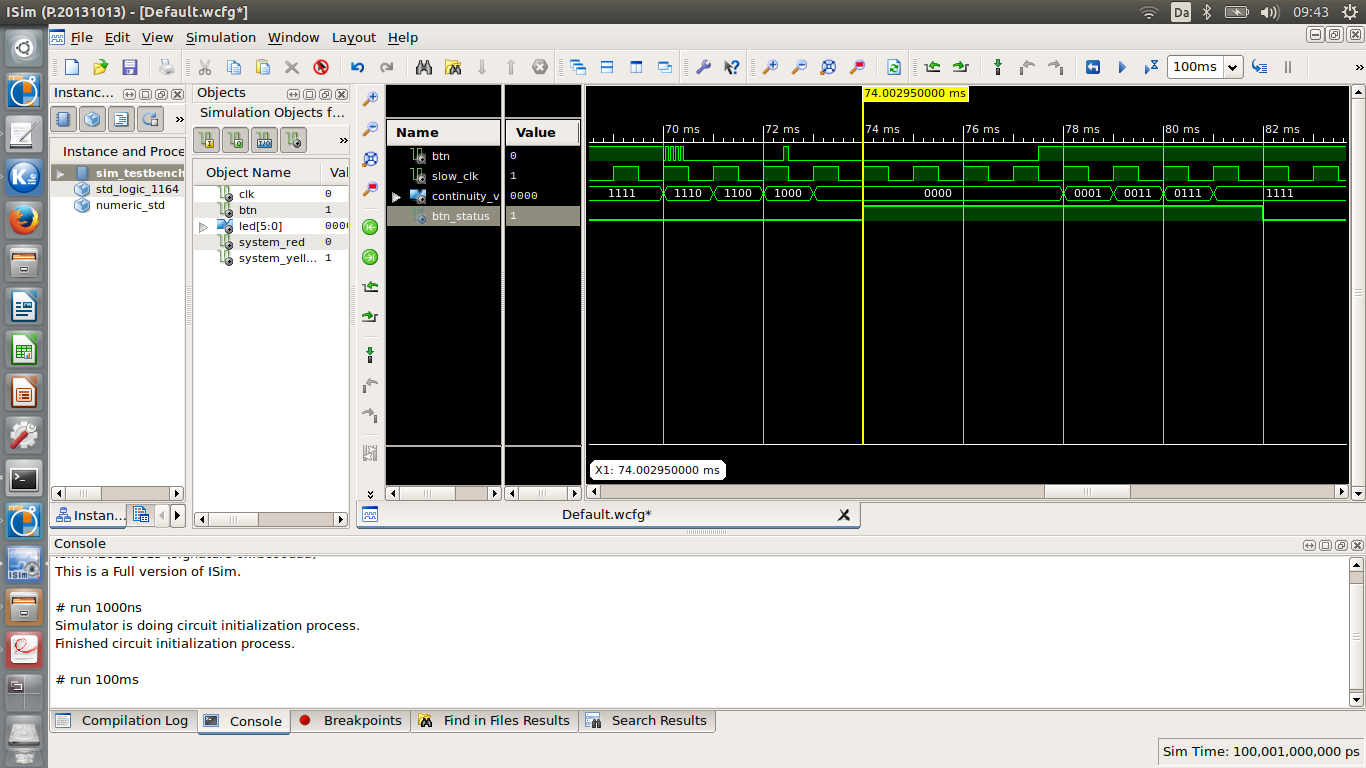 ISim (P.20131013) - [Default.wcfg*]
Da
09:43
File Edit View Simulation Window Layout Help
100ms
»
Instanc...
»
Instance and Proce
sim_testbench
std_logic_1164
numeric_std
Instan...
Objects
Simulation Objects f...
»
Object Name Val
clk 0
btn 1
led[5:0] 0000
system_red 0
system_yell... 1
Name Value
btn 0
slow_clk 1
continuity_v 0000
btn_status 1
74.002950000 ms
70 ms 72 ms 74 ms 76 ms 78 ms 80 ms 82 ms
1111 1110 1100 1000 0000 0001 0011 0111 1111
X1: 74.002950000 ms
Default.wcfg*
Console
This is a Full version of ISim.
# run 1000ns
Simulator is doing circuit initialization process.
Finished circuit initialization process.
# run 100ms
Compilation Log Console Breakpoints Find in Files Results Search Results
Sim Time: 100,001,000,000 ps